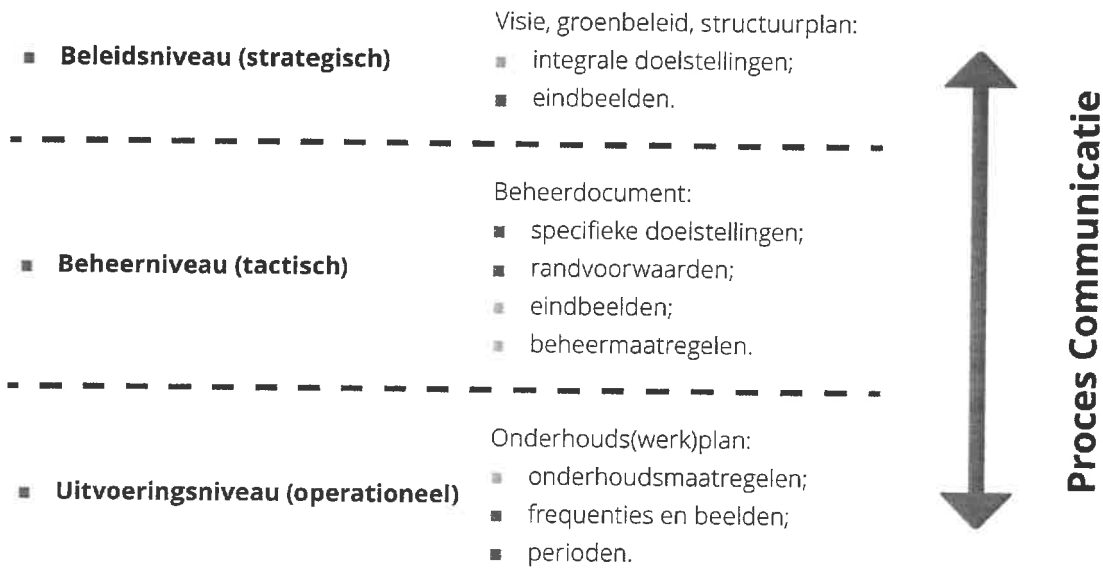 Beleidsniveau (strategisch)
Visie, groenbeleid, structuurplan:
integrale doelstellingen;
eindbeelden.
Beheerniveau (tactisch)
Beheerdocument:
specifieke doelstellingen;
randvoorwaarden;
eindbeelden;
beheermaatregelen.
Uitvoeringsniveau (operationeel)
Onderhouds(werk)plan:
onderhoudsmaatregelen;
frequenties en beelden;
perioden.
Proces Communicatie